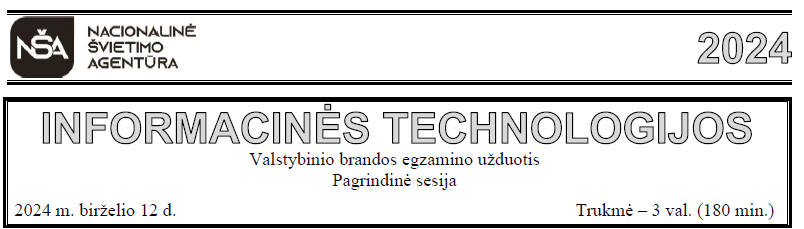 NŠA
NACIONALINĖ
ŠVIETIMO
AGENTŪRA
2024
INFORMACINĖS TECHNOLOGIJOS
Valstybinio brandos egzamino užduotis
Pagrindinė sesija
2024 m. birželio 12 d. Trukmė – 3 val. (180 min.)